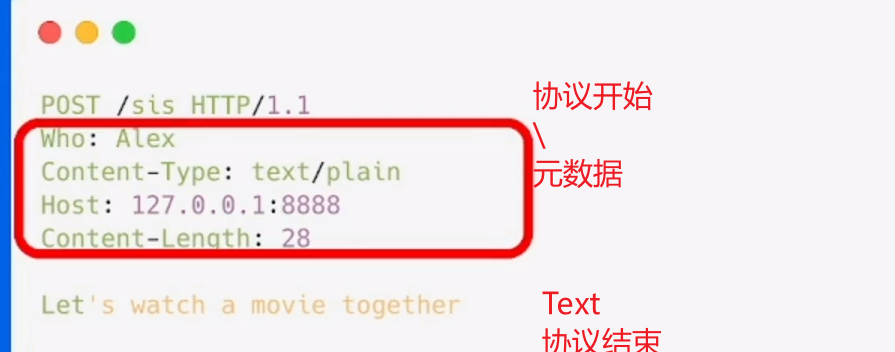 POST /sis HTTP/1.1
协议开始
Who: Alex
\
Content-Type: text/plain
元数据
Host: 127.0.0.1:8888
Content-Length: 28
Let's watch a movie together
Text
协议结束